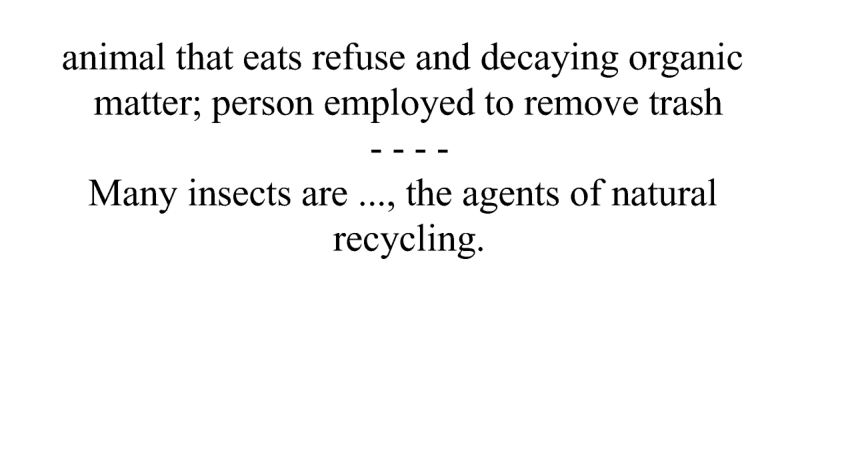 animal that eats refuse and decaying organic
matter; person employed to remove trash
- - - -
Many insects are ..., the agents of natural
recycling.